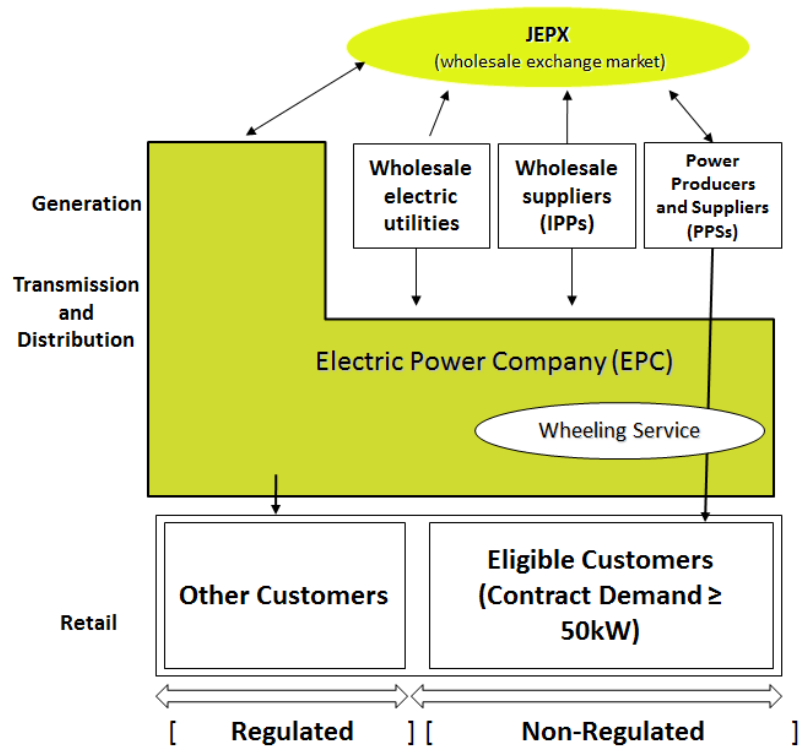 JEPX
(wholesale exchange market)
Generation
Wholesale
electric
utilities
Wholesale
suppliers
(IPPs)
Power
Producers
and Suppliers
(PPSs)
Transmission
and
Distribution
Electric Power Company (EPC)
Wheeling Service
Retail
Other Customers
Eligible Customers
(Contract Demand ≥
50kW)
[ Regulated ] [ Non-Regulated ]